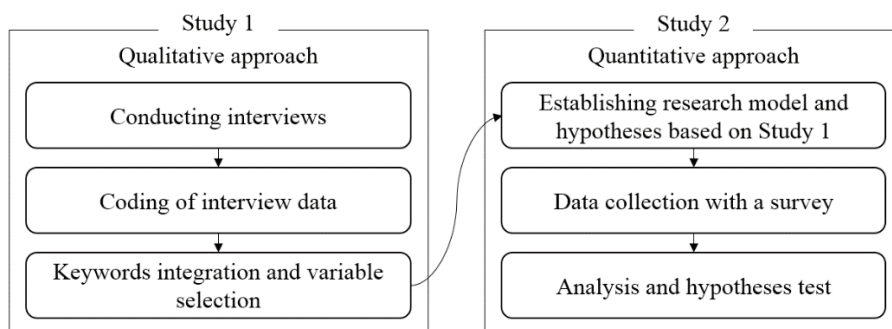 Study 1
Qualitative approach
Conducting interviews
Coding of interview data
Keywords integration and variable
selection
Study 2
Quantitative approach
Establishing research model and
hypotheses based on Study 1
Data collection with a survey
Analysis and hypotheses test